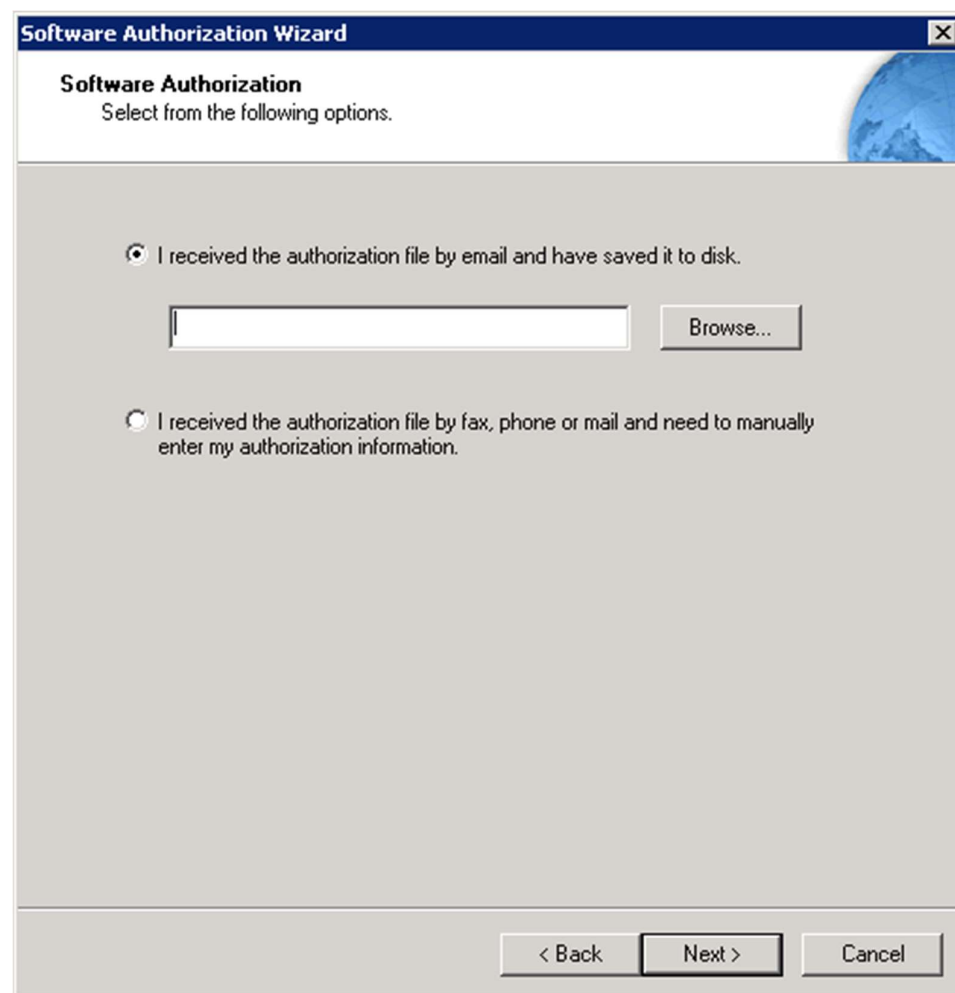 Software Authorization Wizard
Software Authorization
Select from the following options.
I received the authorization file by email and have saved it to disk.
Browse...
I received the authorization file by fax, phone or mail and need to manually
enter my authorization information.
< Back
Next >
Cancel